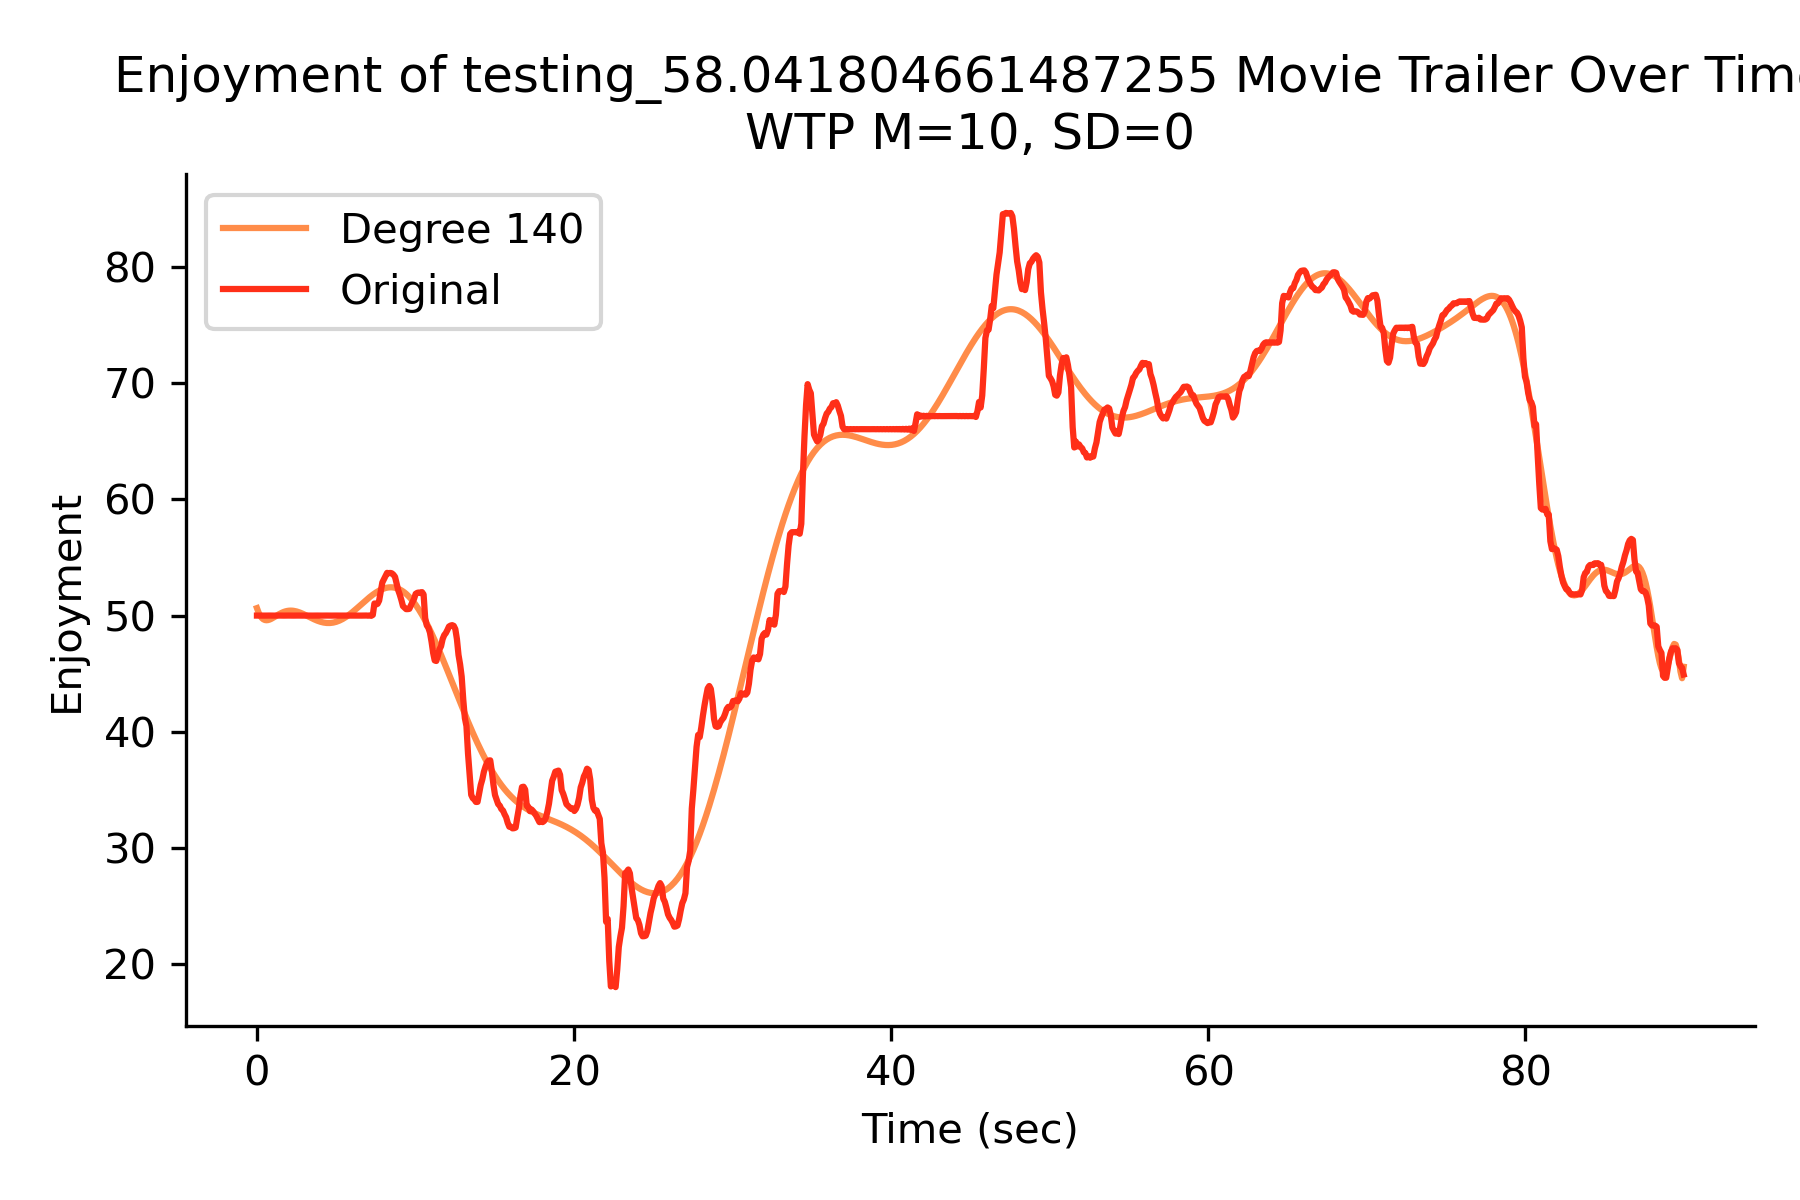 Enjoyment of testing_58.041804661487255 Movie Trailer Over Tim
WTP M=10, SD=0
Degree 140
Original
Enjoyment
80
70
60
50
40
30
20
0 20 40 60 80
Time (sec)